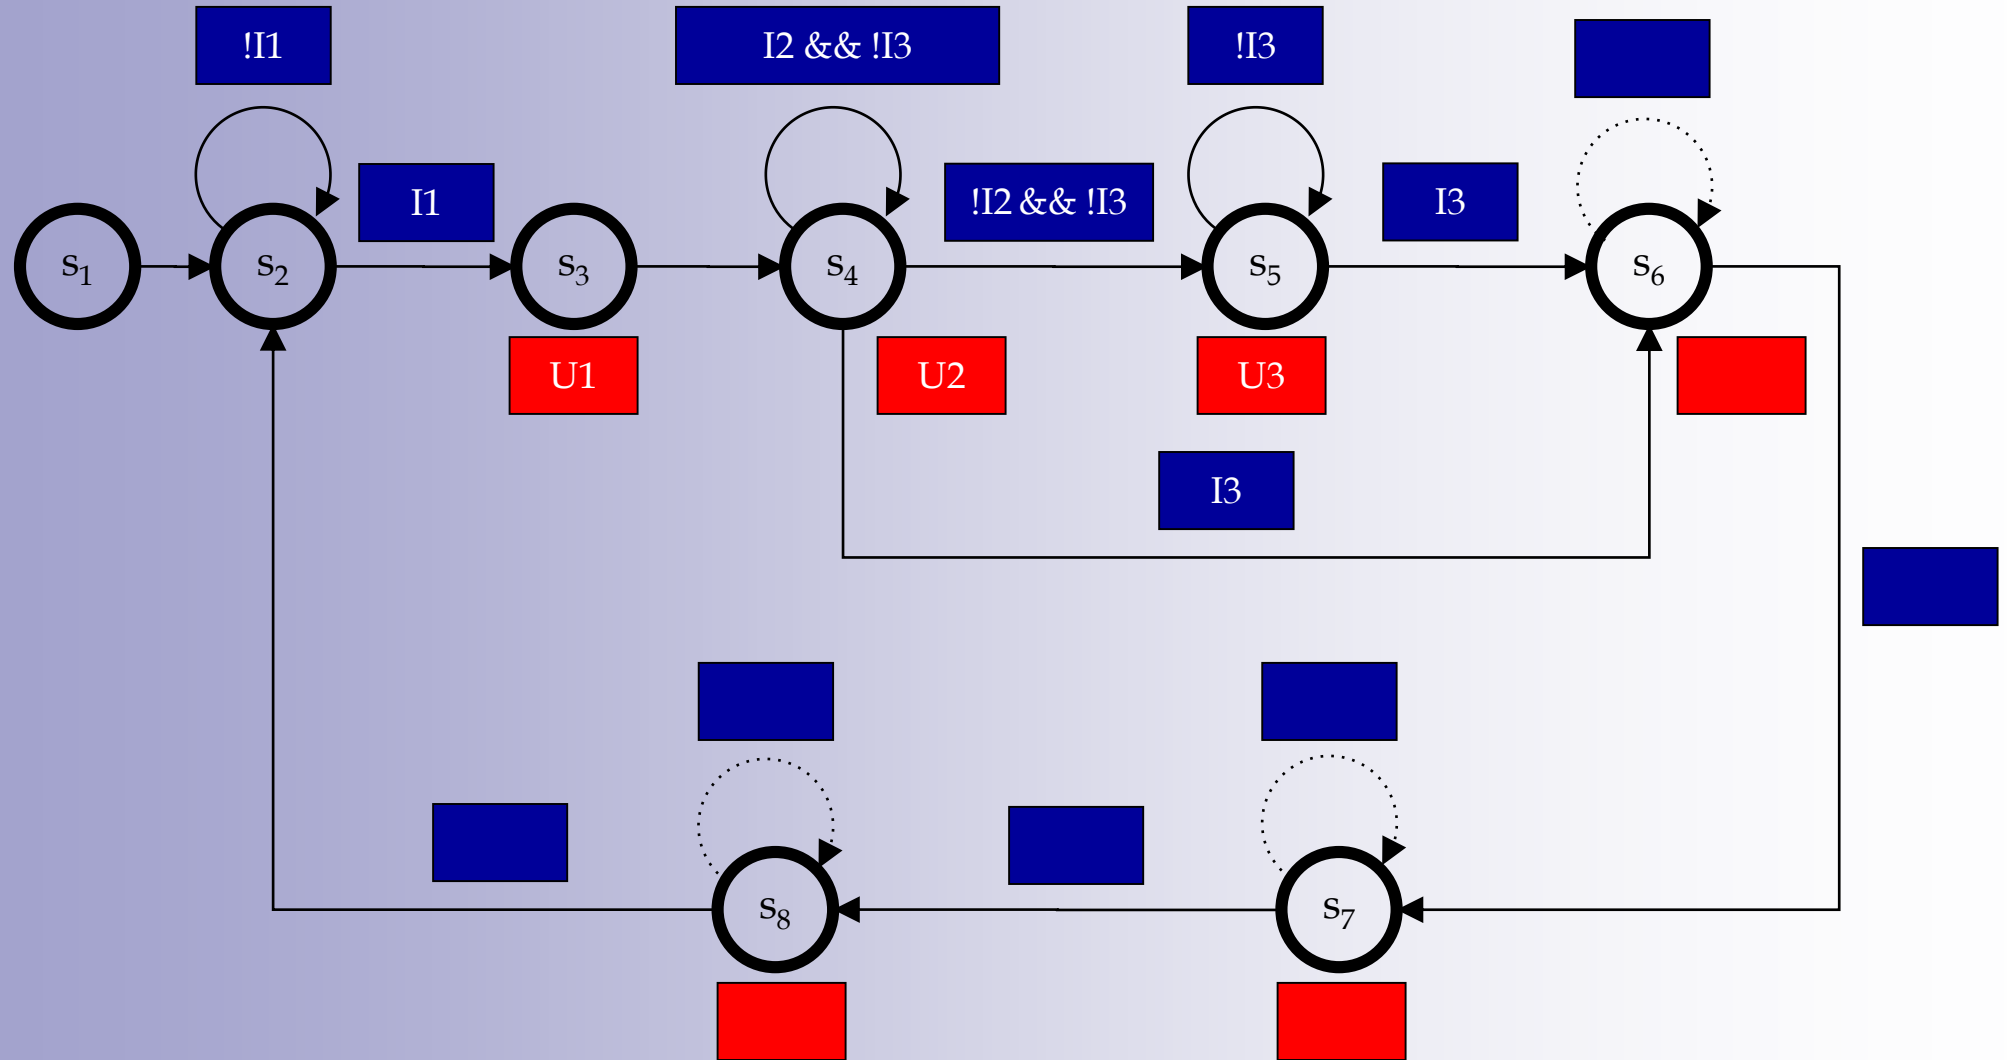 !I1
I2 && !I3
!I3
I1
!I2 && !I3
I3
s₁
s₂
s₃
s₄
s₅
s₆
U1
U2
U3
I3
s₈
s₇